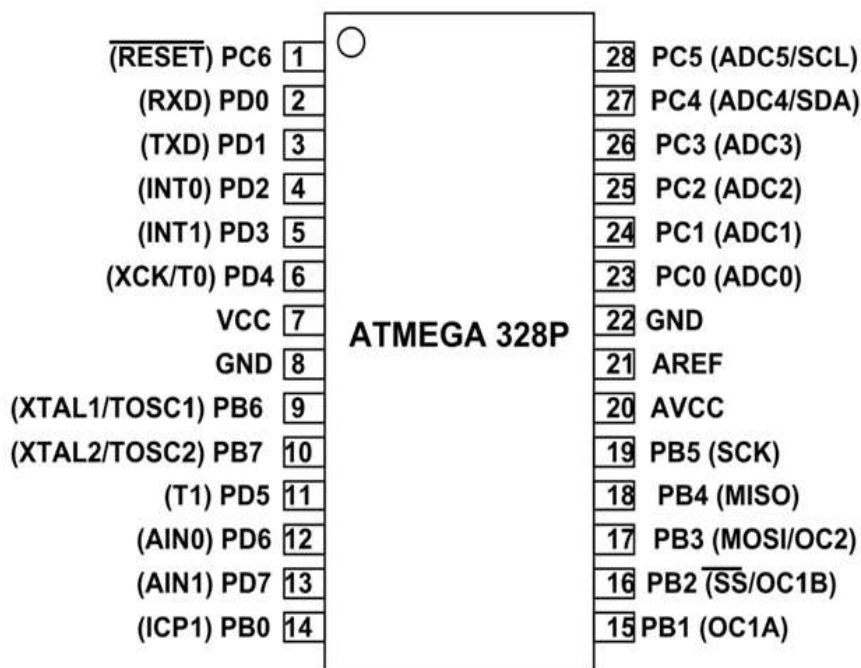 (RESET) PC6 1
(RXD) PD0 2
(TXD) PD1 3
(INT0) PD2 4
(INT1) PD3 5
(XCK/T0) PD4 6
VCC 7
GND 8
(XTAL1/TOSC1) PB6 9
(XTAL2/TOSC2) PB7 10
(T1) PD5 11
(AIN0) PD6 12
(AIN1) PD7 13
(ICP1) PB0 14
ATMEGA 328P
28 PC5 (ADC5/SCL)
27 PC4 (ADC4/SDA)
26 PC3 (ADC3)
25 PC2 (ADC2)
24 PC1 (ADC1)
23 PC0 (ADC0)
22 GND
21 AREF
20 AVCC
19 PB5 (SCK)
18 PB4 (MISO)
17 PB3 (MOSI/OC2)
16 PB2 (SS/OC1B)
15 PB1 (OC1A)